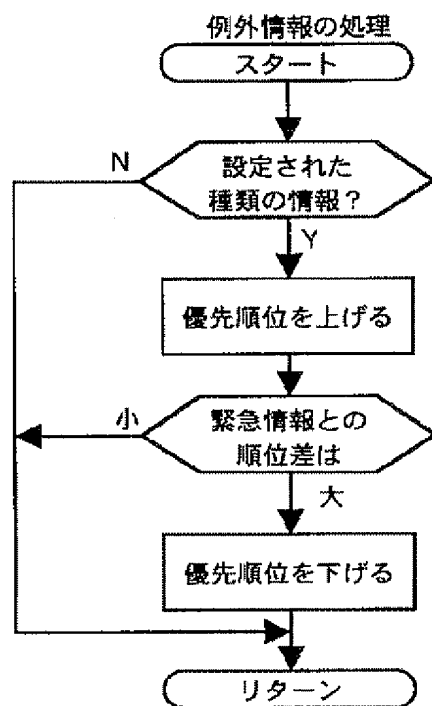 例外情報の処理
スタート
N
設定された
種類の情報？
Y
優先順位を上げる
小
緊急情報との
順位差は
大
優先順位を下げる
リターン